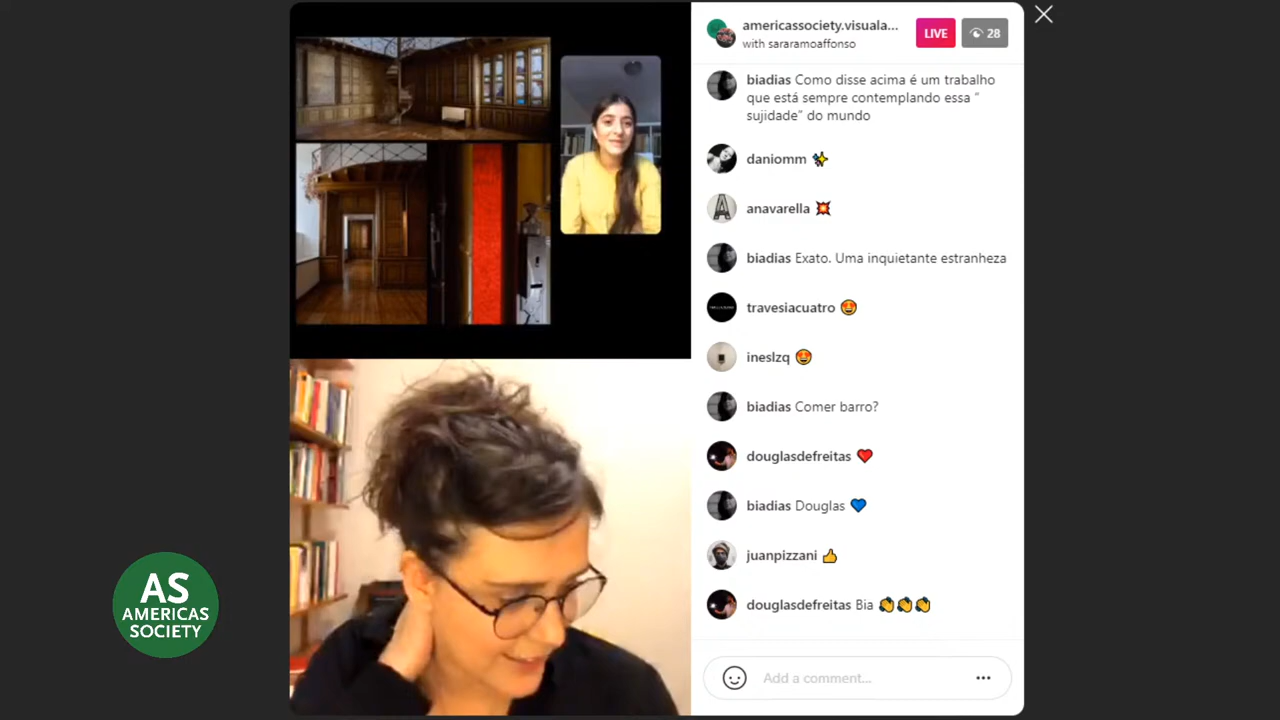 americassociety.visuala...
with sararamoaffonso
LIVE
28
biadias Como disse acima é um trabalho
que está sempre contemplando essa “
sujidade” do mundo
daniomm ✨
anavarella 💥
biadias Exato. Uma inquietante estranheza
travesiacuatro 🤩
ineslzq 🤩
biadias Comer barro?
douglasdefreitas ❤️
biadias Douglas 💙
juanpizzani 👍
douglasdefreitas Bia 👏👏👏
Add a comment...
AS
AMERICAS
SOCIETY